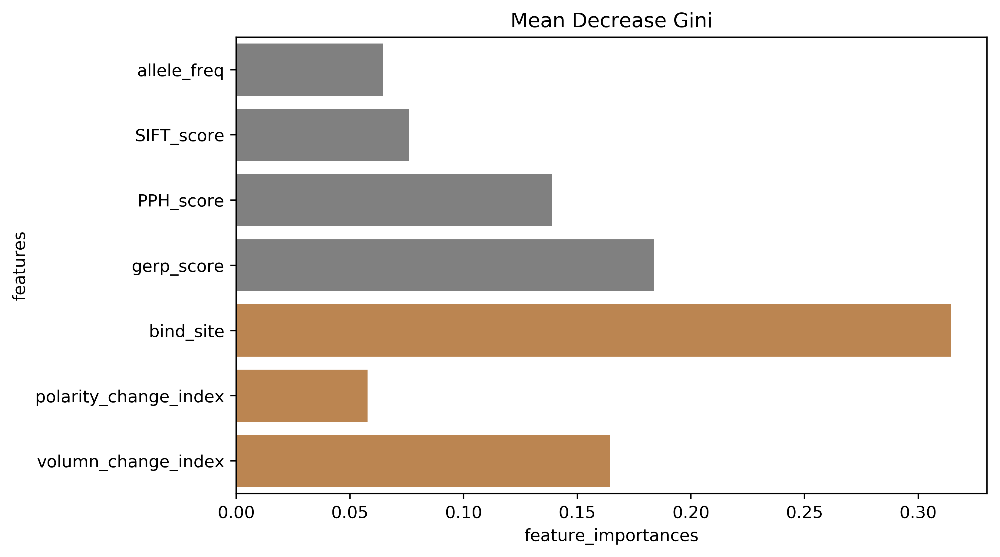 Mean Decrease Gini
features
allele_freq
SIFT_score
PPH_score
gerp_score
bind_site
polarity_change_index
volumn_change_index
0.00 0.05 0.10 0.15 0.20 0.25 0.30
feature_importances